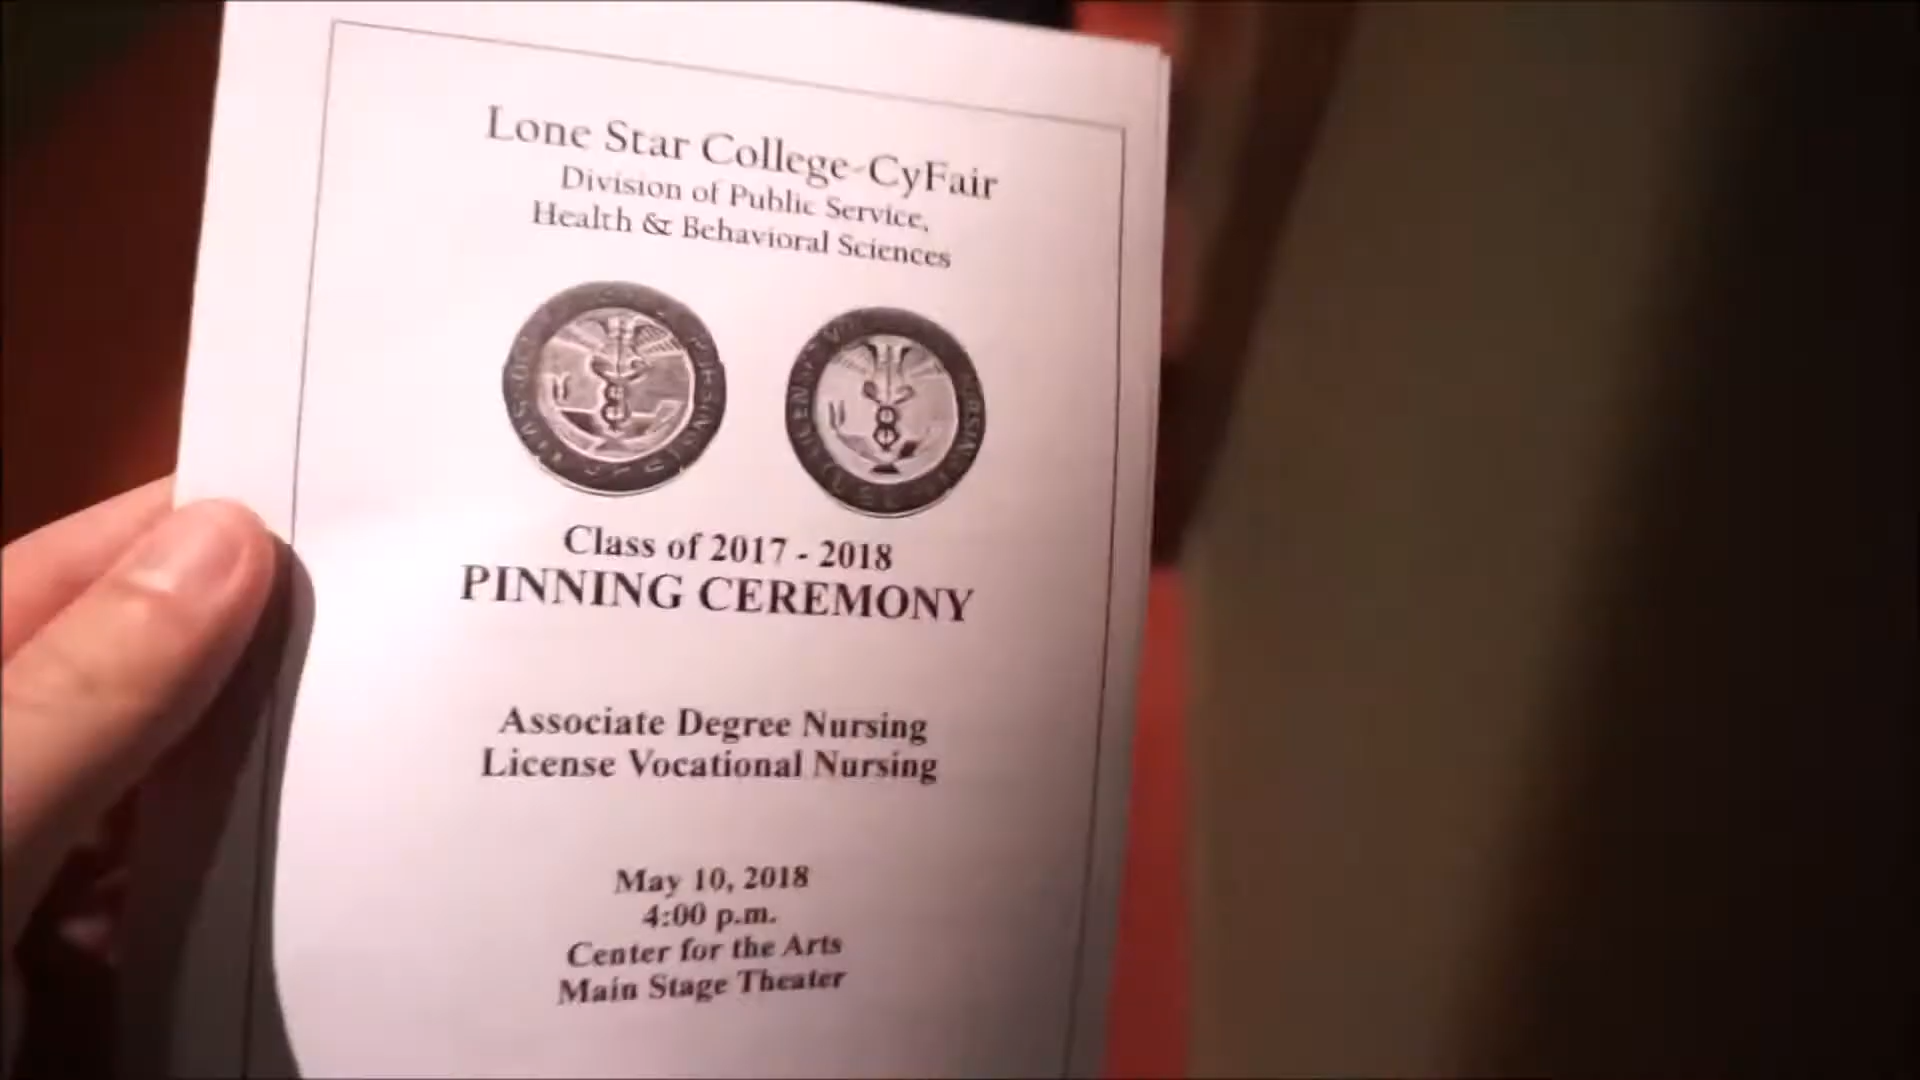 Lone Star College-CyFair
Division of Public Service,
Health & Behavioral Sciences
Class of 2017 - 2018
PINNING CEREMONY
Associate Degree Nursing
License Vocational Nursing
May 10, 2018
4:00 p.m.
Center for the Arts
Main Stage Theater